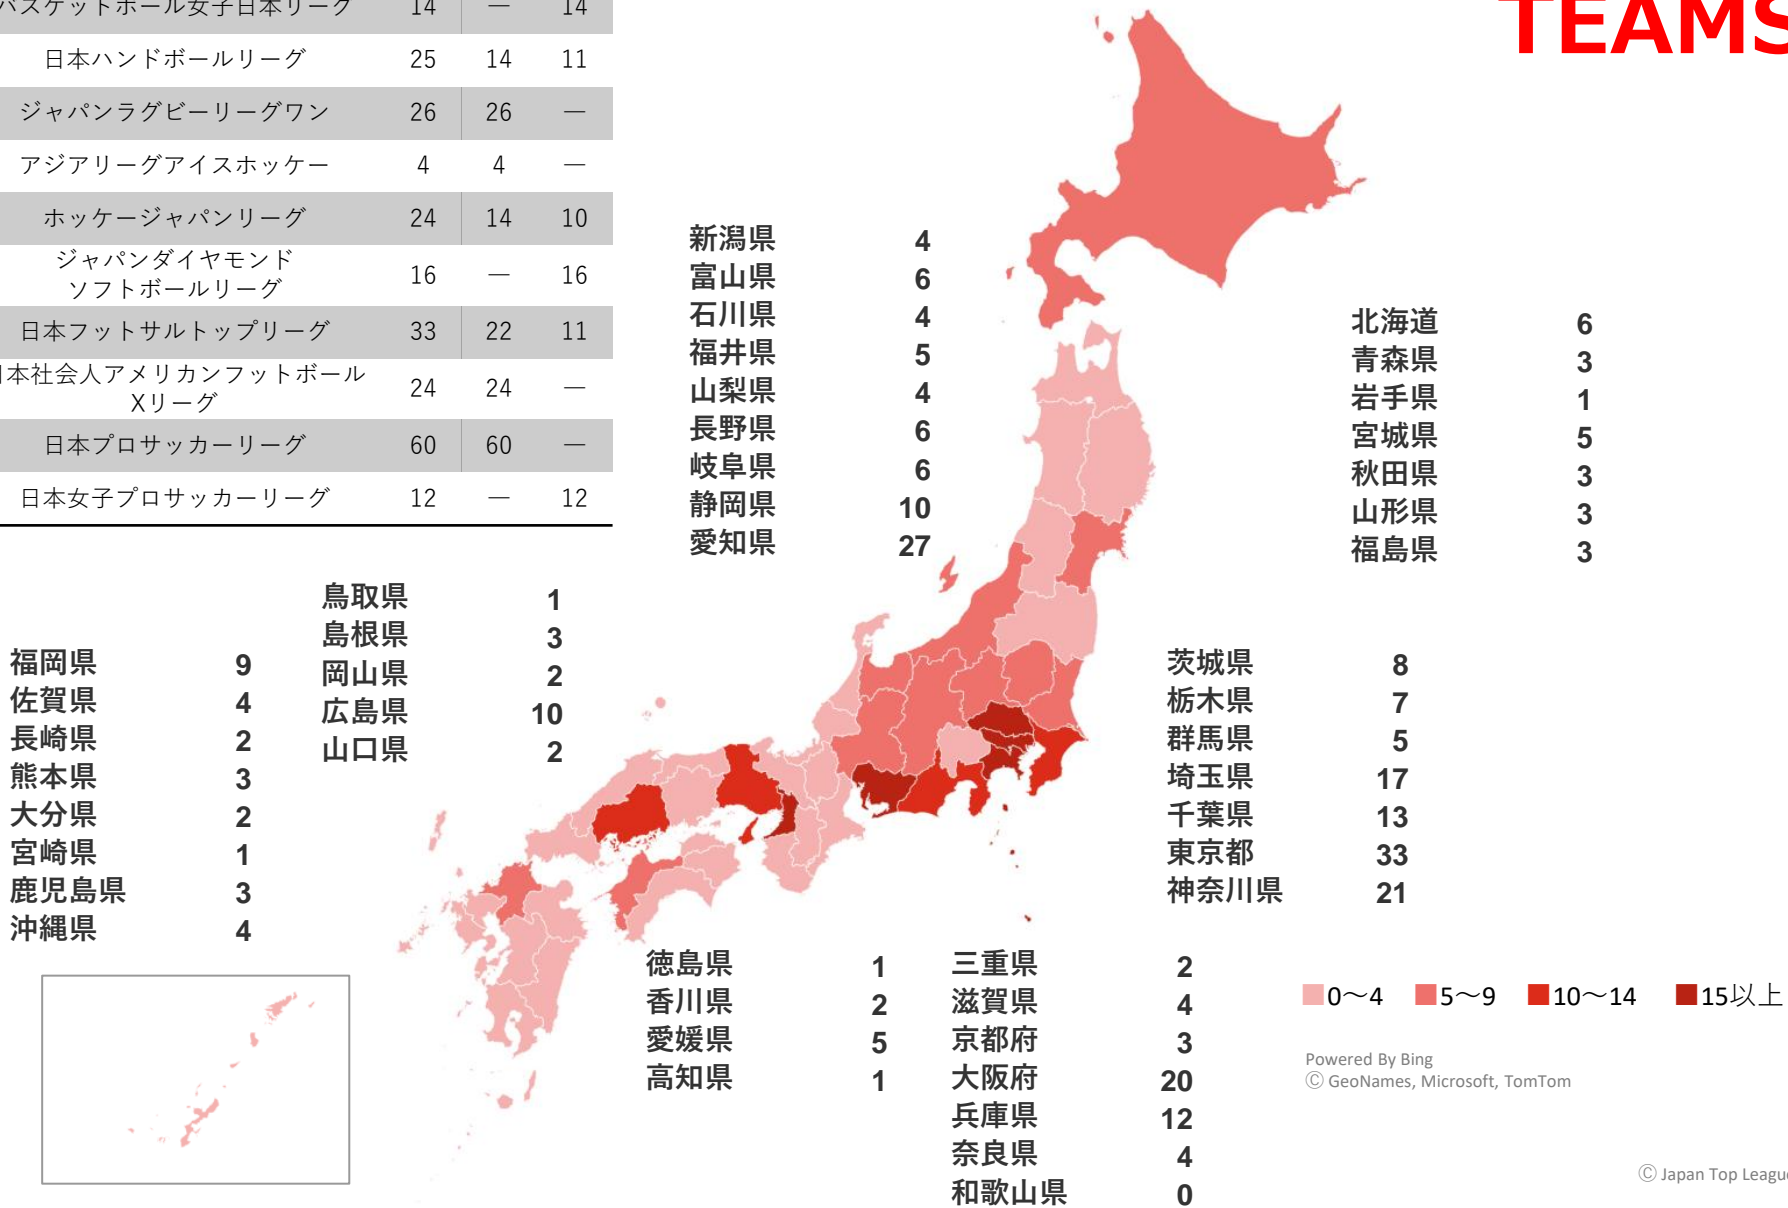 バスケットボール女子日本リーグ 14 — 14
日本ハンドボールリーグ 25 14 11
ジャパンラグビーリーグワン 26 26 —
アジアリーグアイスホッケー 4 4 —
ホッケージャパンリーグ 24 14 10
ジャパンダイヤモンド
ソフトボールリーグ 16 — 16
日本フットサルトップリーグ 33 22 11
日本社会人アメリカンフットボール
Xリーグ 24 24 —
日本プロサッカーリーグ 60 60 —
日本女子プロサッカーリーグ 12 — 12
TEAMS
新潟県 4
富山県 6
石川県 4
福井県 5
山梨県 4
長野県 6
岐阜県 6
静岡県 10
愛知県 27
北海道 6
青森県 3
岩手県 1
宮城県 5
秋田県 3
山形県 3
福島県 3
鳥取県 1
島根県 3
岡山県 2
広島県 10
山口県 2
福岡県 9
佐賀県 4
長崎県 2
熊本県 3
大分県 2
宮崎県 1
鹿児島県 3
沖縄県 4
茨城県 8
栃木県 7
群馬県 5
埼玉県 17
千葉県 13
東京都 33
神奈川県 21
徳島県 1
香川県 2
愛媛県 5
高知県 1
三重県 2
滋賀県 4
京都府 3
大阪府 20
兵庫県 12
奈良県 4
和歌山県 0
0～4 5～9 10～14 15以上
Powered By Bing
© GeoNames, Microsoft, TomTom
© Japan Top League